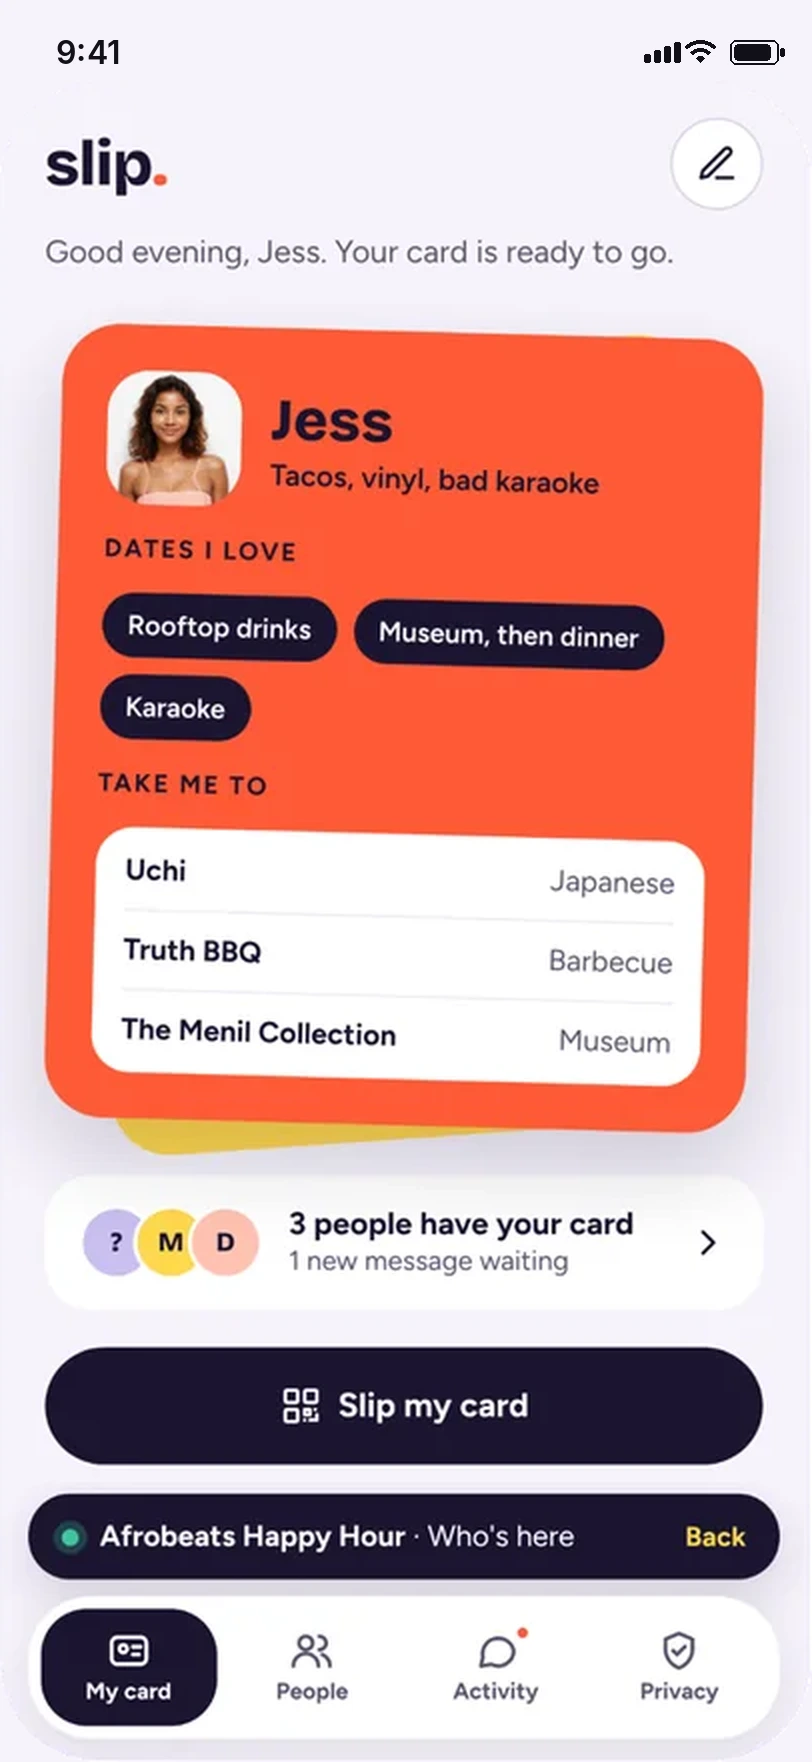 9:41
slip.
Good evening, Jess. Your card is ready to go.
Jess
Tacos, vinyl, bad karaoke
DATES I LOVE
Rooftop drinks
Museum, then dinner
Karaoke
TAKE ME TO
Uchi
Japanese
Truth BBQ
Barbecue
The Menil Collection
Museum
? M D
3 people have your card
1 new message waiting
Slip my card
Afrobeats Happy Hour · Who's here
Back
My card
People
Activity
Privacy